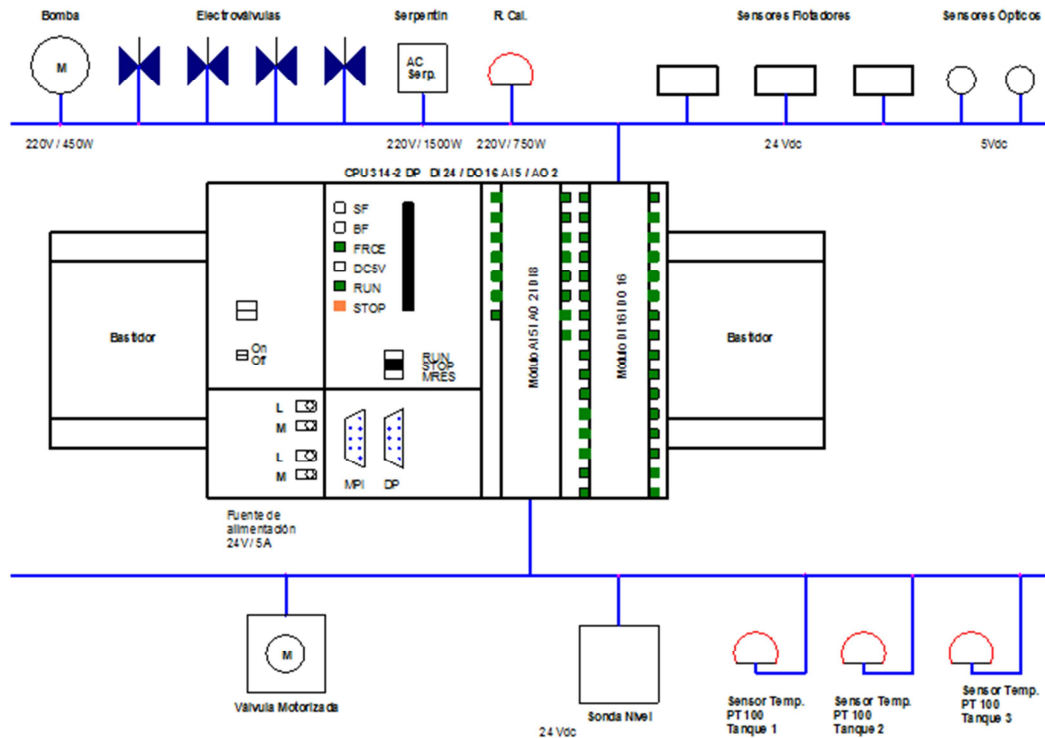 Bomba
Electroválvulas
Serpentín
R. Cal.
Sensores Flotadores
Sensores Ópticos
M
AC
Serp.
220V / 450W
220V / 1500W
220V / 750W
24 Vdc
5Vdc
CPU 314-2 DP DI 24 / DO 16 AI 5 / AO 2
SF
BF
FRCE
DC5V
RUN
STOP
On
Off
RUN
STOP
MRES
Bastidor
Módulo AI 5 I AO 2 I DI8
Módulo DI 16 I DO 16
Bastidor
L
M
L
M
MPI
DP
Fuente de
alimentación
24V / 5A
M
Válvula Motorizada
Sonda Nivel
24 Vdc
Sensor Temp.
PT 100
Tanque 1
Sensor Temp.
PT 100
Tanque 2
Sensor Temp.
PT 100
Tanque 3